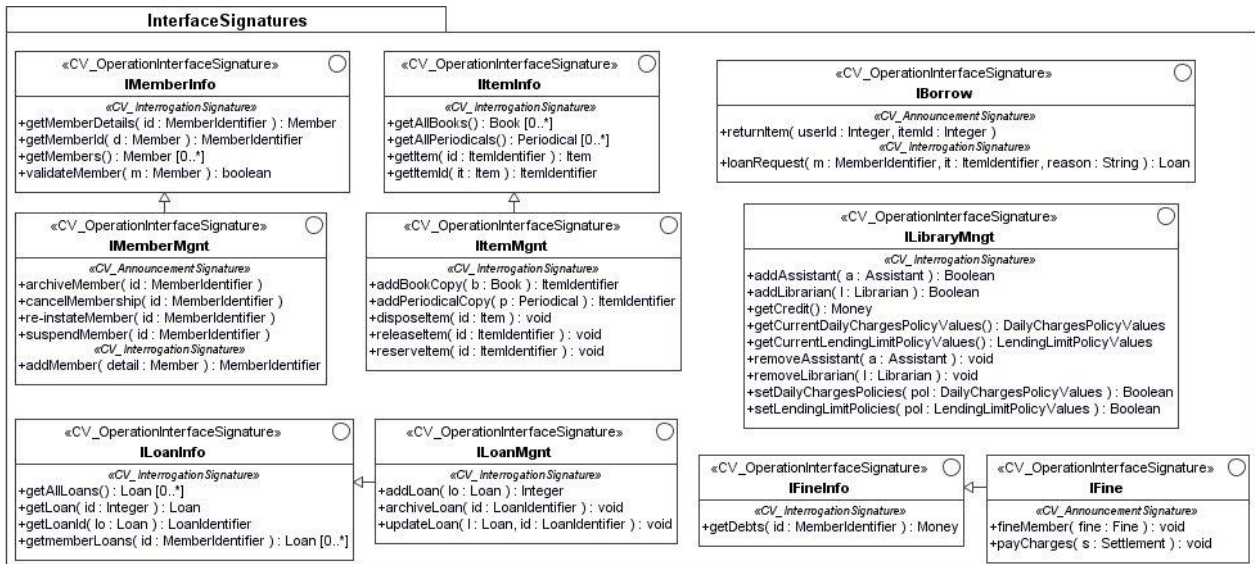 InterfaceSignatures
«CV_OperationInterfaceSignature»
IMemberInfo
«CV_InterrogationSignature»
+getMemberDetails( id : MemberIdentifier ) : Member
+getMemberId( d : Member ) : MemberIdentifier
+getMembers() : Member [0..*]
+validateMember( m : Member ) : boolean
«CV_OperationInterfaceSignature»
IItemInfo
«CV_InterrogationSignature»
+getAllBooks() : Book [0..*]
+getAllPeriodicals() : Periodical [0..*]
+getItem( id : ItemIdentifier ) : Item
+getItemId( it : Item ) : ItemIdentifier
«CV_OperationInterfaceSignature»
IBorrow
«CV_AnnouncementSignature»
+returnItem( userId : Integer, itemId : Integer )
«CV_InterrogationSignature»
+loanRequest( m : MemberIdentifier, it : ItemIdentifier, reason : String ) : Loan
«CV_OperationInterfaceSignature»
IMemberMgnt
«CV_AnnouncementSignature»
+archiveMember( id : MemberIdentifier )
+cancelMembership( id : MemberIdentifier )
+re-instateMember( id : MemberIdentifier )
+suspendMember( id : MemberIdentifier )
«CV_InterrogationSignature»
+addMember( detail : Member ) : MemberIdentifier
«CV_OperationInterfaceSignature»
IItemMgnt
«CV_InterrogationSignature»
+addBookCopy( b : Book ) : ItemIdentifier
+addPeriodicalCopy( p : Periodical ) : ItemIdentifier
+disposeItem( id : Item ) : void
+releaseItem( id : ItemIdentifier ) : void
+reserveItem( id : ItemIdentifier ) : void
«CV_OperationInterfaceSignature»
ILibraryMngt
«CV_InterrogationSignature»
+addAssistant( a : Assistant ) : Boolean
+addLibrarian( l : Librarian ) : Boolean
+getCredit() : Money
+getCurrentDailyChargesPolicyValues() : DailyChargesPolicyValues
+getCurrentLendingLimitPolicyValues() : LendingLimitPolicyValues
+removeAssistant( a : Assistant ) : void
+removeLibrarian( l : Librarian ) : void
+setDailyChargesPolicies( pol : DailyChargesPolicyValues ) : Boolean
+setLendingLimitPolicies( pol : LendingLimitPolicyValues ) : Boolean
«CV_OperationInterfaceSignature»
ILoanInfo
«CV_InterrogationSignature»
+getAllLoans() : Loan [0..*]
+getLoan( id : Integer ) : Loan
+getLoanId( lo : Loan ) : LoanIdentifier
+getmemberLoans( id : MemberIdentifier ) : Loan [0..*]
«CV_OperationInterfaceSignature»
ILoanMgnt
«CV_InterrogationSignature»
+addLoan( lo : Loan ) : Integer
+archiveLoan( id : LoanIdentifier ) : void
+updateLoan( l : Loan, id : LoanIdentifier ) : void
«CV_OperationInterfaceSignature»
IFineInfo
«CV_InterrogationSignature»
+getDebts( id : MemberIdentifier ) : Money
«CV_OperationInterfaceSignature»
IFine
«CV_AnnouncementSignature»
+fineMember( fine : Fine ) : void
+payCharges( s : Settlement ) : void